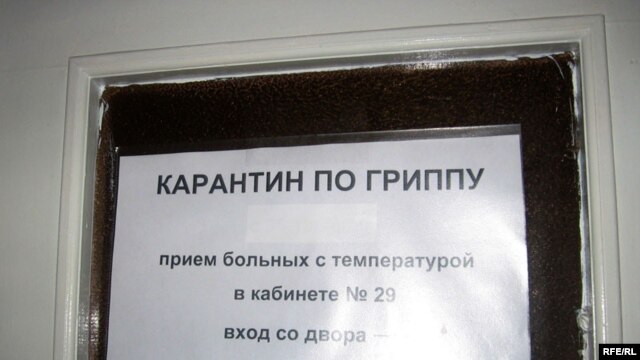 КАРАНТИН ПО ГРИППУ
прием больных с температурой
в кабинете № 29
вход со двора –
RFE/RL